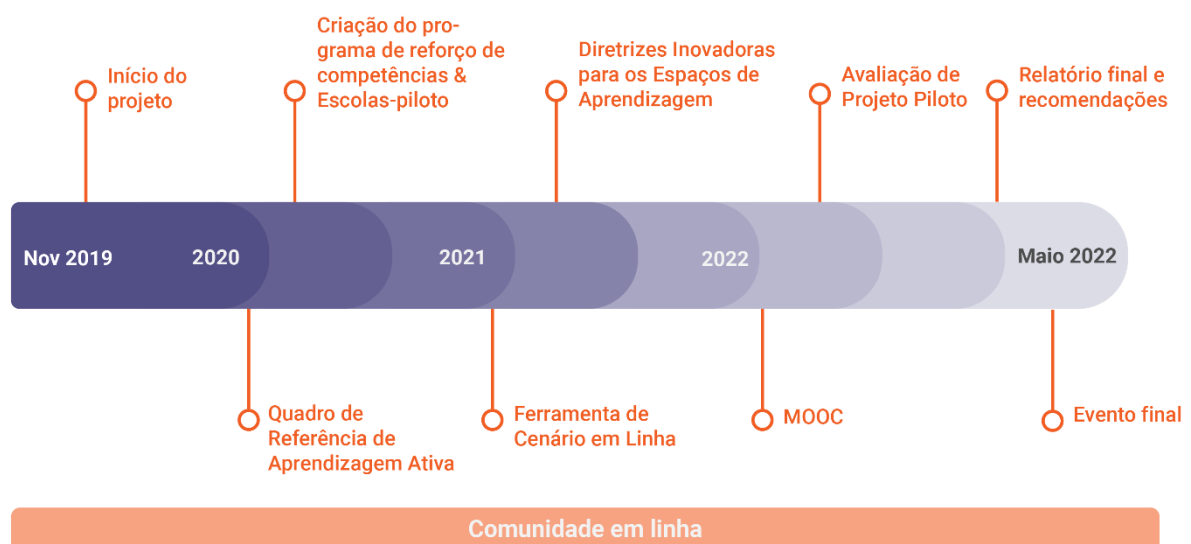 Início do
projeto
Criação do pro-
grama de reforço de
competências &
Escolas-piloto
Diretrizes Inovadoras
para os Espaços de
Aprendizagem
Avaliação de
Projeto Piloto
Relatório final e
recomendações
Nov 2019
2020
2021
2022
Maio 2022
Quadro de
Referência de
Aprendizagem Ativa
Ferramenta de
Cenário em Linha
MOOC
Evento final
Comunidade em linha